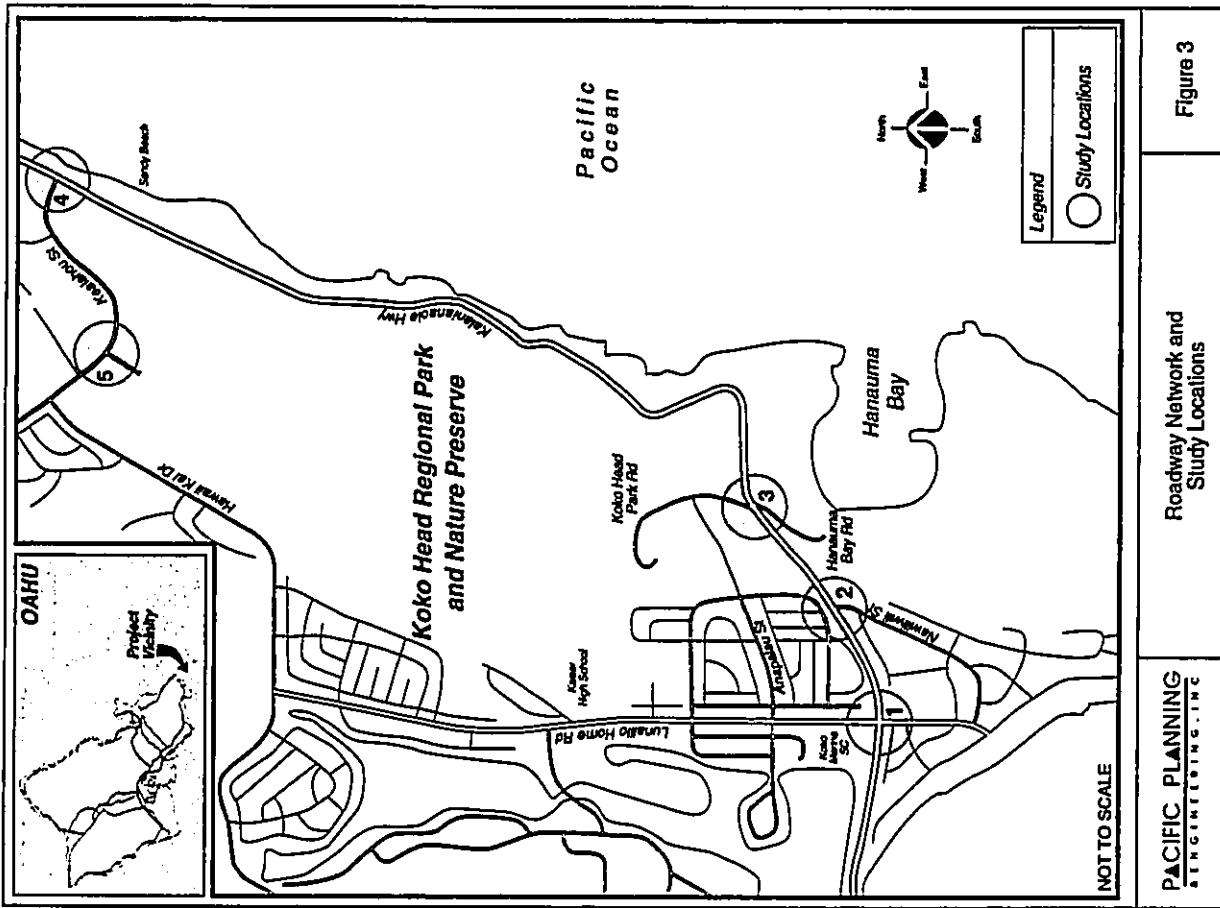 OAHU
Project
Vicinity
Hawaii Kai Dr
Kealahou St
5
4
Sandy Beach
Kalanianaole Hwy
Koko Head Regional Park
and Nature Preserve
Pacific
Ocean
Kaiser
High School
Lunalilo Home Rd
Koko Head
Park Rd
Anapalau St
Koko
Marina
SC
3
Hanauma
Bay Rd
2
Nawiliwili St
1
Hanauma
Bay
North
West
East
South
Legend
Study Locations
NOT TO SCALE
PACIFIC PLANNING
& ENGINEERING, INC
Roadway Network and
Study Locations
Figure 3